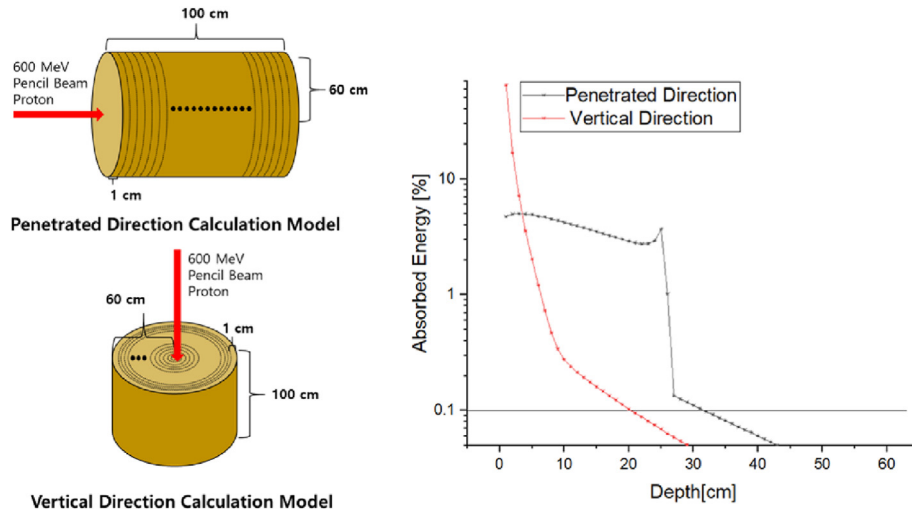 100 cm
600 MeV
Pencil Beam
Proton
60 cm
1 cm
Penetrated Direction Calculation Model
600 MeV
Pencil Beam
Proton
60 cm
1 cm
100 cm
Vertical Direction Calculation Model
Penetrated Direction
Vertical Direction
Absorbed Energy [%]
10
1
0.1
0 10 20 30 40 50 60
Depth[cm]